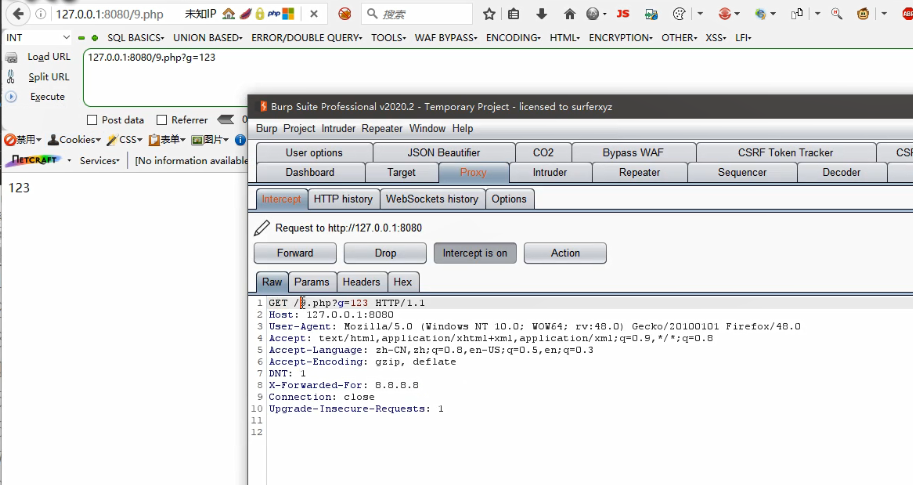 127.0.0.1:8080/9.php 未知IP php 搜索 JS ABP
INT SQL BASICS UNION BASED ERROR/DOUBLE QUERY TOOLS WAF BYPASS ENCODING HTML ENCRYPTION OTHER XSS LFI
Load URL 127.0.0.1:8080/9.php?g=123
Split URL
Execute
Post data Referrer
禁用 Cookies CSS 表单 图片
NETCRAFT Services [No information available
123
Burp Suite Professional v2020.2 - Temporary Project - licensed to surferxyz
Burp Project Intruder Repeater Window Help
User options JSON Beautifier CO2 Bypass WAF CSRF Token Tracker CSR
Dashboard Target Proxy Intruder Repeater Sequencer Decoder
Intercept HTTP history WebSockets history Options
Request to http://127.0.0.1:8080
Forward Drop Intercept is on Action
Raw Params Headers Hex
1 GET /9.php?g=123 HTTP/1.1
2 Host: 127.0.0.1:8080
3 User-Agent: Mozilla/5.0 (Windows NT 10.0; WOW64; rv:48.0) Gecko/20100101 Firefox/48.0
4 Accept: text/html,application/xhtml+xml,application/xml;q=0.9,*/*;q=0.8
5 Accept-Language: zh-CN,zh;q=0.8,en-US;q=0.5,en;q=0.3
6 Accept-Encoding: gzip, deflate
7 DNT: 1
8 X-Forwarded-For: 8.8.8.8
9 Connection: close
10 Upgrade-Insecure-Requests: 1
11
12